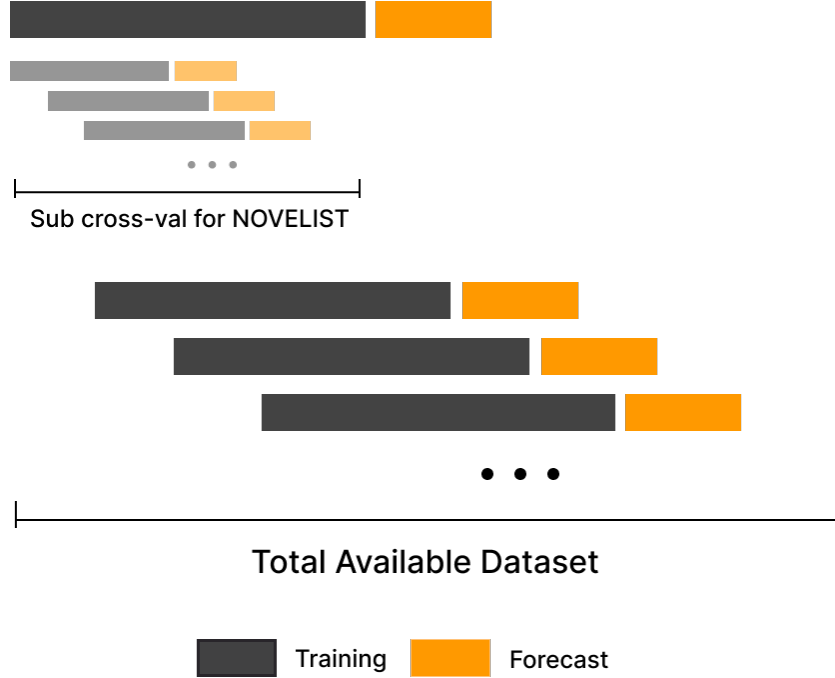 Sub cross-val for NOVELIST
Total Available Dataset
Training
Forecast